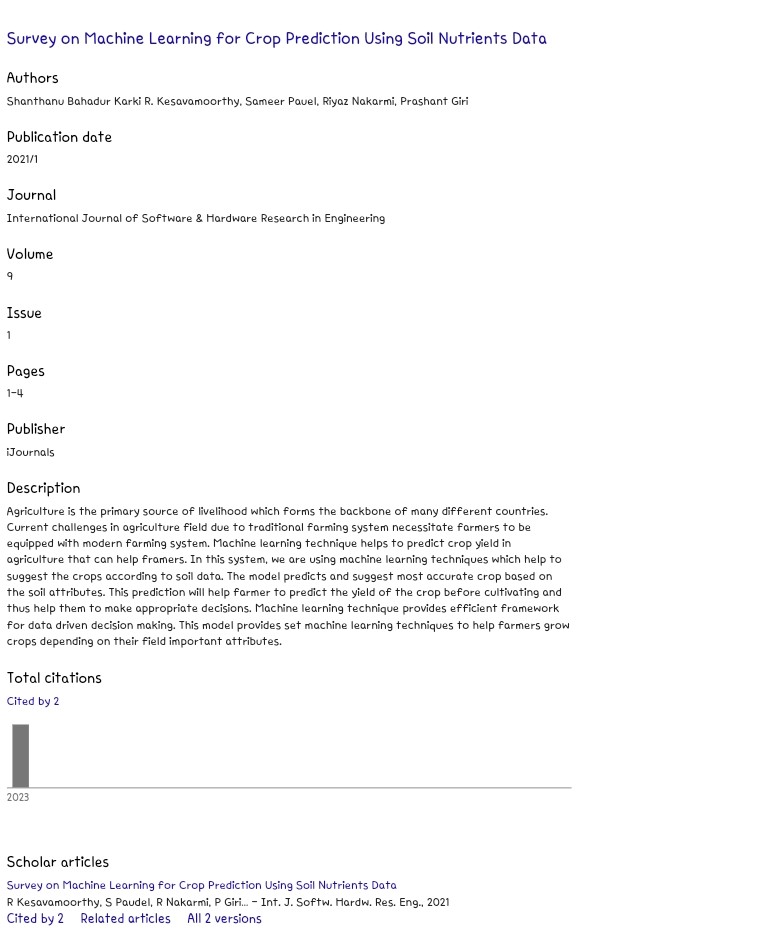 Survey on Machine Learning for Crop Prediction Using Soil Nutrients Data
Authors
Shanthanu Bahadur Karki R. Kesavamoorthy, Sameer Pauel, Riyaz Nakarmi, Prashant Giri
Publication date
2021/1
Journal
International Journal of Software & Hardware Research in Engineering
Volume
9
Issue
1
Pages
1-4
Publisher
iJournals
Description
Agriculture is the primary source of livelihood which forms the backbone of many different countries.
Current challenges in agriculture field due to traditional farming system necessitate farmers to be
equipped with modern farming system. Machine learning technique helps to predict crop yield in
agriculture that can help framers. In this system, we are using machine learning techniques which help to
suggest the crops according to soil data. The model predicts and suggest most accurate crop based on
the soil attributes. This prediction will help farmer to predict the yield of the crop before cultivating and
thus help them to make appropriate decisions. Machine learning technique provides efficient framework
for data driven decision making. This model provides set machine learning techniques to help farmers grow
crops depending on their field important attributes.
Total citations
Cited by 2
2023
Scholar articles
Survey on Machine Learning for Crop Prediction Using Soil Nutrients Data
R Kesavamoorthy, S Paudel, R Nakarmi, P Giri… - Int. J. Softw. Hardw. Res. Eng., 2021
Cited by 2 Related articles All 2 versions